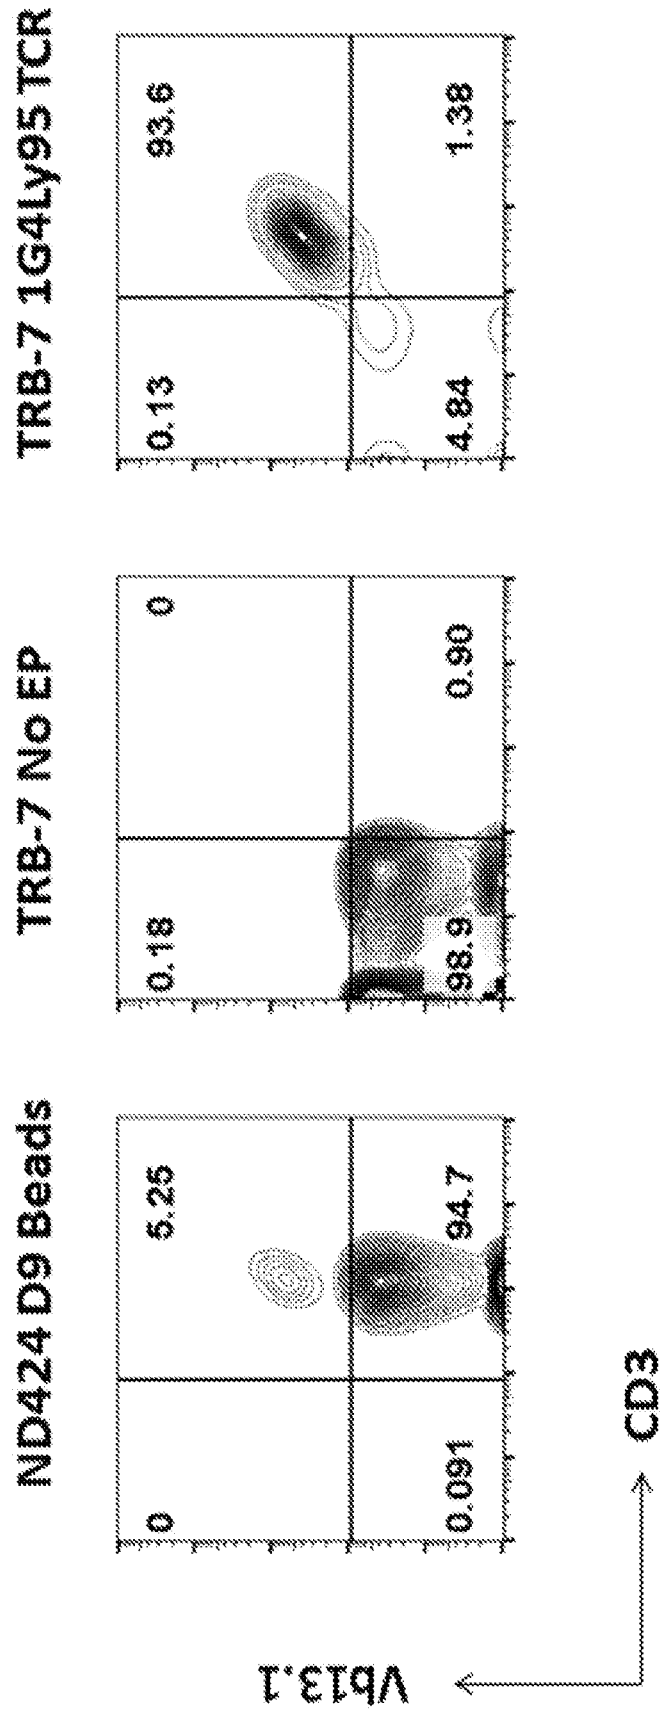 ND424 D9 Beads
0
5.25
0.091
94.7
TRB-7 No EP
0.18
0
98.9
0.90
TRB-7 1G4Ly95 TCR
0.13
93.6
4.84
1.38
Vb13.1
CD3